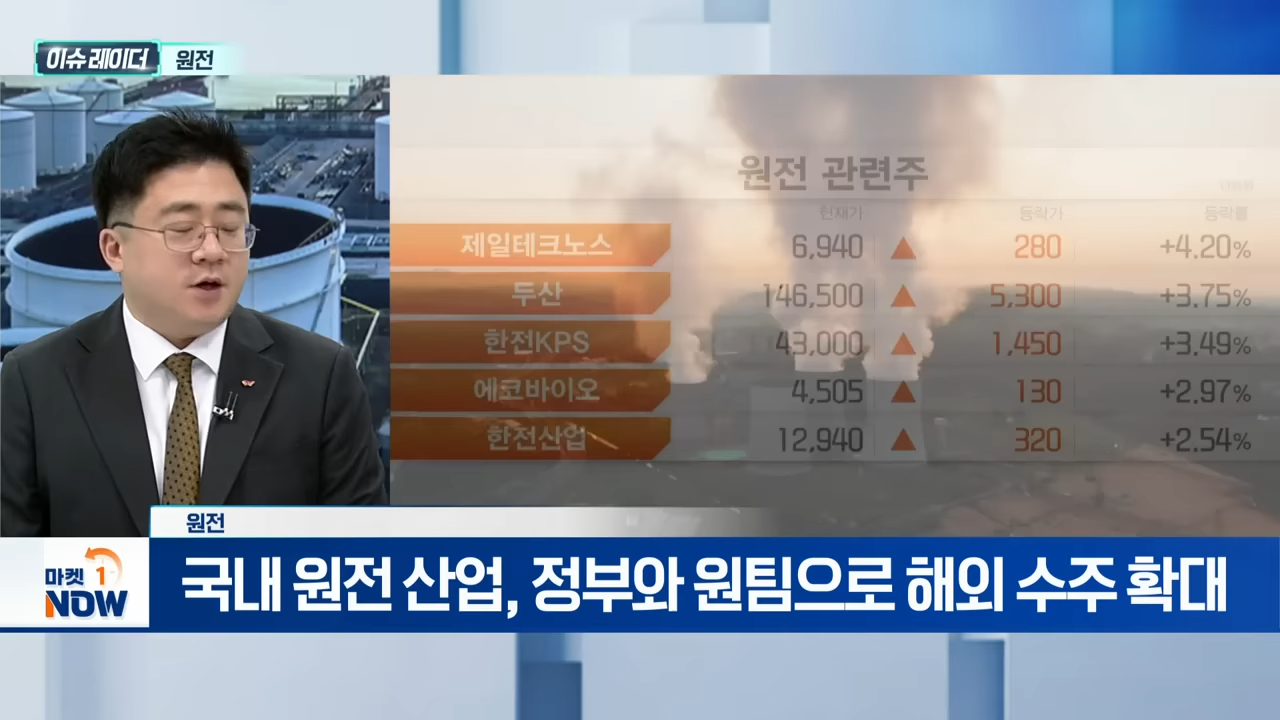 이슈 레이더 원전
원전 관련주
현재가 등락가 등락률
제일테크노스 6,940 ▲ 280 +4.20%
두산 146,500 ▲ 5,300 +3.75%
한전KPS 43,000 ▲ 1,450 +3.49%
에코바이오 4,505 ▲ 130 +2.97%
한전산업 12,940 ▲ 320 +2.54%
원전
마켓 1
NOW
국내 원전 산업, 정부와 원팀으로 해외 수주 확대